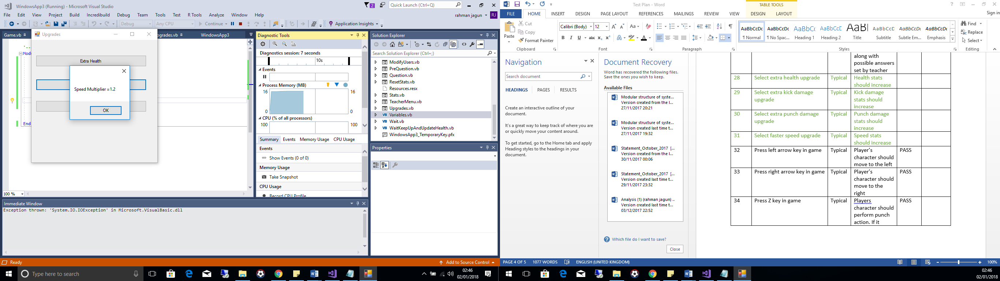 WindowsApp3 (Running) - Microsoft Visual Studio
2
Quick Launch (Ctrl+Q)
File Edit View Project Build Incredibuild Debug Team Tools Test R Tools Analyze Window Help
rahman jagun
RJ
Debug Any CPU Continue Application Insights
Game.vb
pgrades.vb
WindowsApp3
'--
Modu
End
100 %
Upgrades
Extra Health
Speed Multiplier =1.2
OK
Diagnostic Tools
Diagnostics session: 7 seconds
10s
Events
Process Memory (MB)
16 16
0 0
CPU (% of all processors)
100 100
Summary Events Memory Usage CPU Usage
Events
Show Events (0 of 0)
Memory Usage
Take Snapshot
CPU Usage
Record CPU Profile
Solution Explorer
Search Solution Explorer (Ctrl+;)
ModifyUsers.vb
PreQuestion.vb
Question.vb
ResetStats.vb
Resources.resx
Stats.vb
TeacherMenu.vb
Upgrades.vb
VB Variables.vb
VB Wait.vb
VB WaitKeepUpAndUpdateHealth.vb
WindowsApp3_TemporaryKey.pfx
Properties
Immediate Window
Exception thrown: 'System.IO.IOException' in Microsoft.VisualBasic.dll
Ready
Add to Source Control
Type here to search
02:46
02/01/2018
Test Plan - Word
TABLE TOOLS
FILE HOME INSERT DESIGN PAGE LAYOUT REFERENCES MAILINGS REVIEW VIEW DESIGN LAYOUT
Sign in
Paste
Cut
Copy
Format Painter
Clipboard
Calibri (Body) 12
B I U abc X₂ X²
Font
Paragraph
AaBbCcDc AaBbCcDc AaBbCc AaBbCcC AaBl AaBbCcD AaBbCcDc AaBbCcDc
¶ Normal ¶ No Spac... Heading 1 Heading 2 Title Subtitle Subtle Em... Emphasis
Styles
Find
Replace
Select
Editing
Navigation
Search document
HEADINGS PAGES RESULTS
Create an interactive outline of your
document.
It's a great way to keep track of where you are
or quickly move your content around.
To get started, go to the Home tab and apply
Heading styles to the headings in your
document.
Document Recovery
Word has recovered the following files.
Save the ones you wish to keep.
Available Files
Modular structure of syste...
Version created from the l...
27/11/2017 20:21
Modular structure of syste...
Version created last time t...
27/11/2017 19:32
Statement_October_2017 [...
Version created from the l...
30/11/2017 00:06
Statement_October_2017 [...
Version created last time t...
29/11/2017 23:32
Analysis (1) (rahman jagun) ..
Version created last time t...
03/12/2017 22:52
Which file do I want to save?
Close
along with
possible answers
set by teacher
28 Select extra health upgrade Typical Health stats
should increase
29 Select extra kick damage Typical Kick damage
upgrade stats should
increase
30 Select extra punch damage Typical Punch damage
upgrade stats should
increase
31 Select faster speed upgrade Typical Speed stats
should increase
32 Press left arrow key in game Typical Player's PASS
character should
move to the left
33 Press right arrow key in game Typical Player's PASS
character should
move to the
right
34 Press Z key in game Typical Players PASS
character should
perform punch
action. If it
PAGE 4 OF 5 1077 WORDS ENGLISH (UNITED KINGDOM)
100%
02:46
02/01/2018